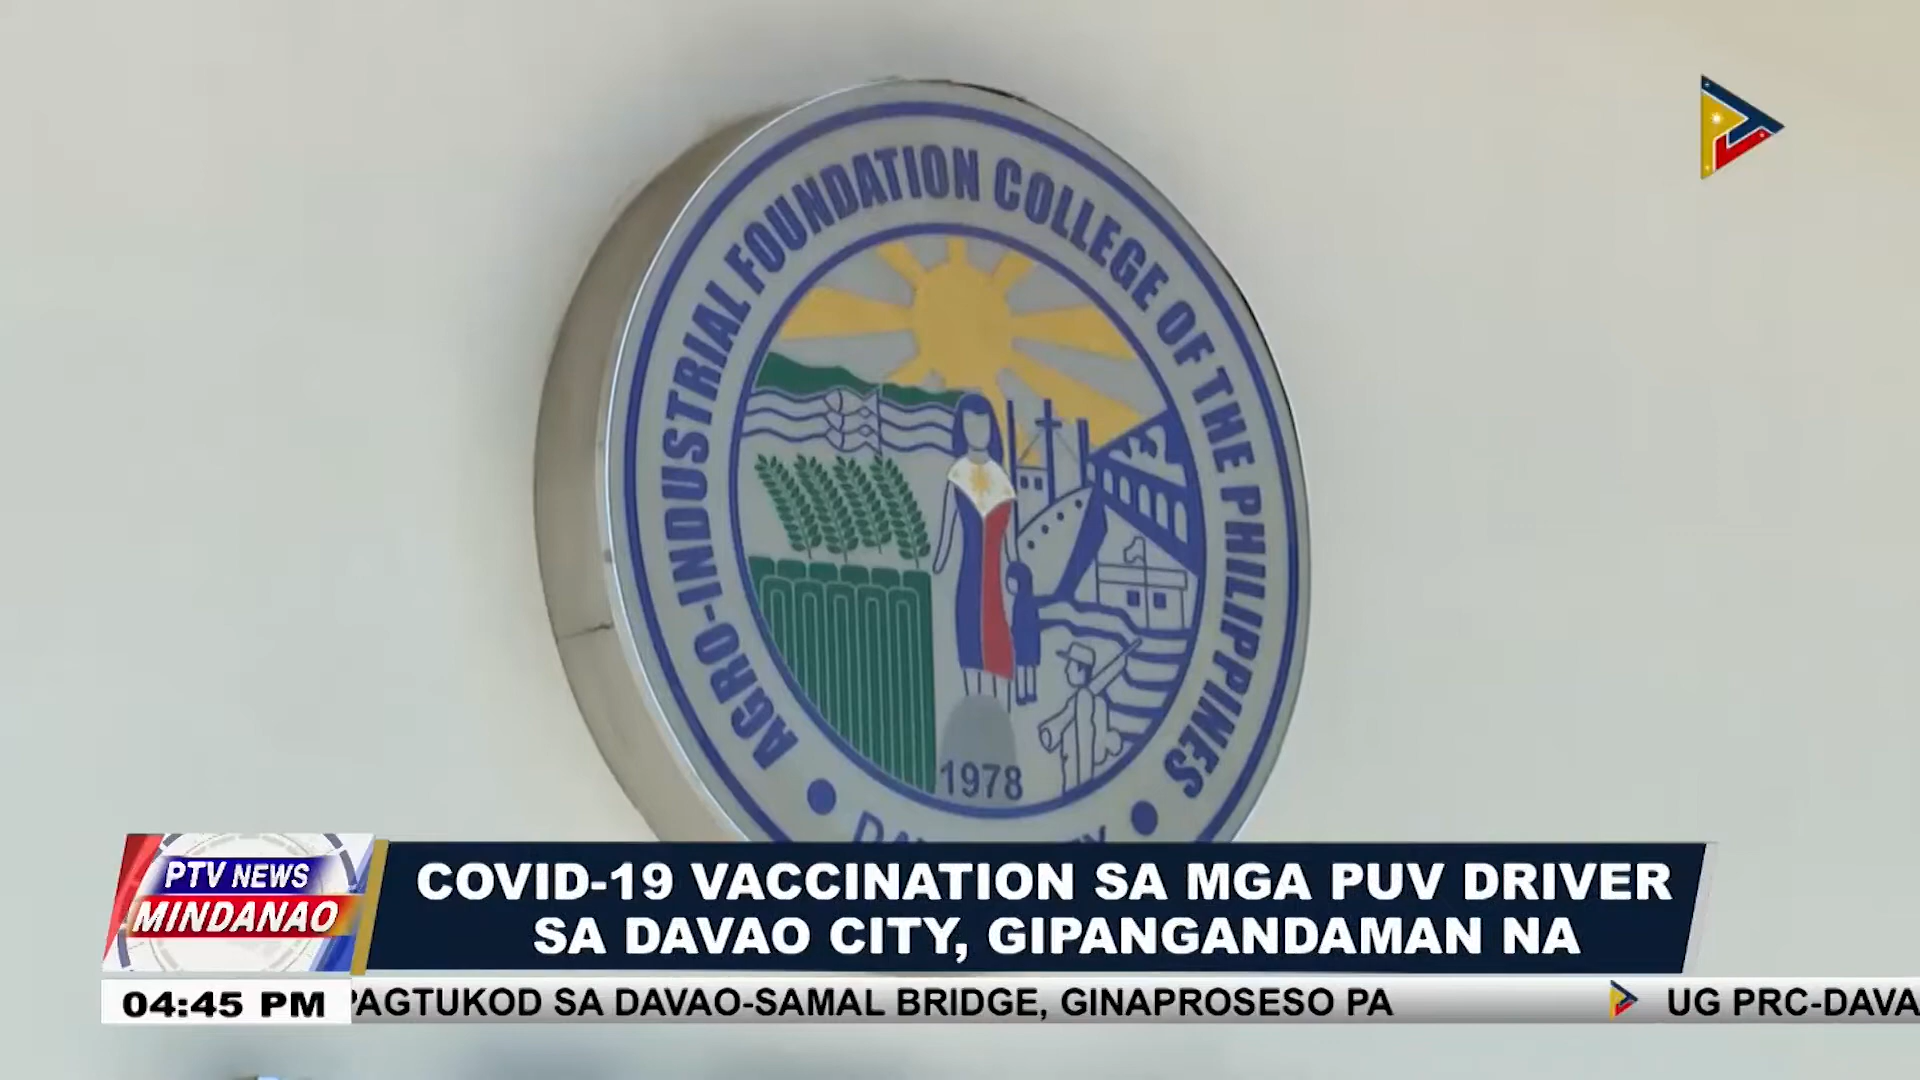 AGRO-INDUSTRIAL FOUNDATION COLLEGE OF THE PHILIPPINES
1978
PTV NEWS
MINDANAO
COVID-19 VACCINATION SA MGA PUV DRIVER
SA DAVAO CITY, GIPANGANDAMAN NA
04:45 PM
PAGTUKOD SA DAVAO-SAMAL BRIDGE, GINAPROSESO PA
UG PRC-DAVA